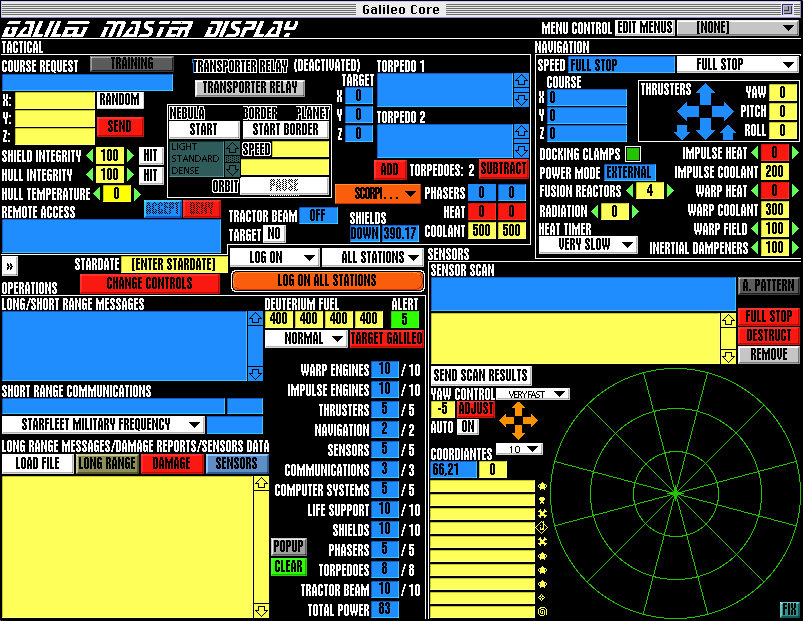 Galileo Core
GALILEO MASTER DISPLAY
MENU CONTROL EDIT MENUS [NONE]
TACTICAL
COURSE REQUEST TRAINING
X: RANDOM
Y:
Z: SEND
SHIELD INTEGRITY 100 HIT
HULL INTEGRITY 100 HIT
HULL TEMPERATURE 0
REMOTE ACCESS ACCEPT DENY
TRANSPORTER RELAY (DEACTIVATED)
TRANSPORTER RELAY
NEBULA BORDER PLANET
START START BORDER
LIGHT
STANDARD
DENSE
SPEED
ORBIT PAUSE
TARGET
X 0
Y 0
Z 0
TORPEDO 1
TORPEDO 2
ADD TORPEDOES: 2 SUBTRACT
SCORPI... PHASERS 0 0
HEAT 0 0
COOLANT 500 500
TRACTOR BEAM OFF
TARGET NO
SHIELDS
DOWN 390.17
NAVIGATION
SPEED FULL STOP FULL STOP
COURSE
X 0
Y 0
Z 0
THRUSTERS
YAW 0
PITCH 0
ROLL 0
DOCKING CLAMPS
POWER MODE EXTERNAL
FUSION REACTORS 4
RADIATION 0
HEAT TIMER
VERY SLOW
IMPULSE HEAT 0
IMPULSE COOLANT 200
WARP HEAT 0
WARP COOLANT 300
WARP FIELD 100
INERTIAL DAMPENERS 100
» STARDATE [ENTER STARDATE]
LOG ON ALL STATIONS
LOG ON ALL STATIONS
OPERATIONS CHANGE CONTROLS
LONG/SHORT RANGE MESSAGES
SHORT RANGE COMMUNICATIONS
STARFLEET MILITARY FREQUENCY
LONG RANGE MESSAGES/DAMAGE REPORTS/SENSORS DATA
LOAD FILE LONG RANGE DAMAGE SENSORS
DEUTERIUM FUEL ALERT
400 400 400 400 5
NORMAL TARGET GALILEO
WARP ENGINES 10 / 10
IMPULSE ENGINES 10 / 10
THRUSTERS 5 / 5
NAVIGATION 2 / 2
SENSORS 5 / 5
COMMUNICATIONS 3 / 3
COMPUTER SYSTEMS 5 / 5
LIFE SUPPORT 10 / 10
SHIELDS 10 / 10
POPUP PHASERS 5 / 5
CLEAR TORPEDOES 8 / 8
TRACTOR BEAM 10 / 10
TOTAL POWER 83
SENSORS
SENSOR SCAN
A. PATTERN
FULL STOP
DESTRUCT
REMOVE
SEND SCAN RESULTS
YAW CONTROL VERY FAST
-5 ADJUST
AUTO ON
10
COORDIANTES
66,21 0
FIX